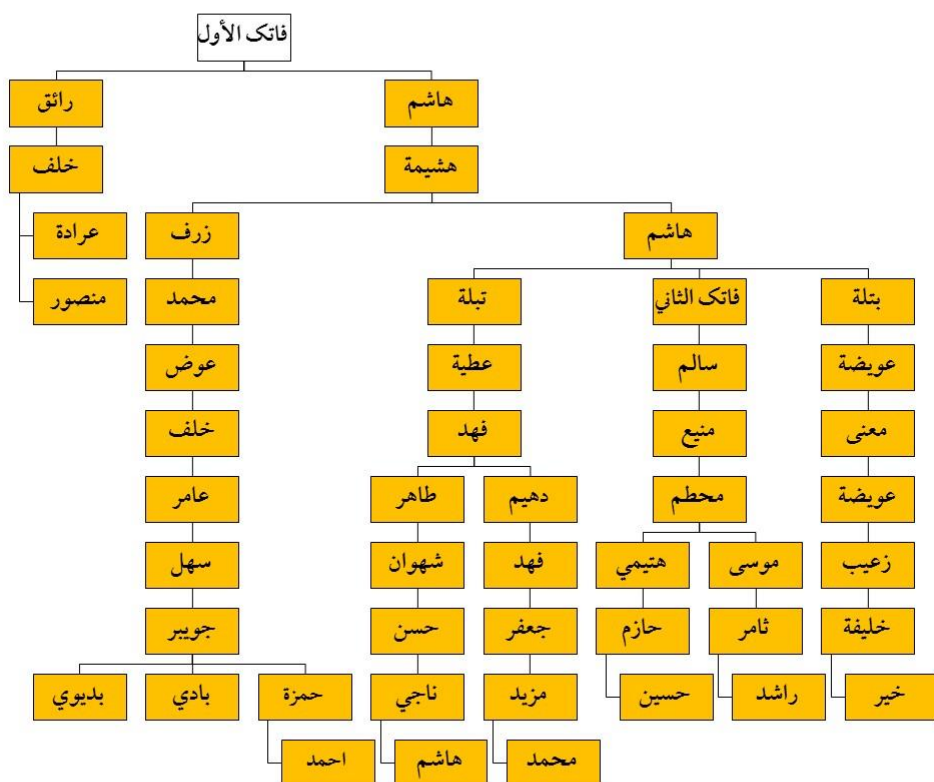 فاتک الأول
هاشم
رائق
هشيمة
خلف
هاشم
زرف
عرادة
بتلة
فاتک الثاني
تبلة
محمد
منصور
عويضة
سالم
عطية
عوض
معنى
منيع
فهد
خلف
عويضة
محطم
دهيم
طاهر
عامر
زعيب
موسى
هتيمي
فهد
شهوان
سهل
خليفة
ثامر
حازم
جعفر
حسن
جويبر
خير
راشد
حسين
مزيد
ناجي
حمزة
بادي
بديوي
محمد
هاشم
احمد